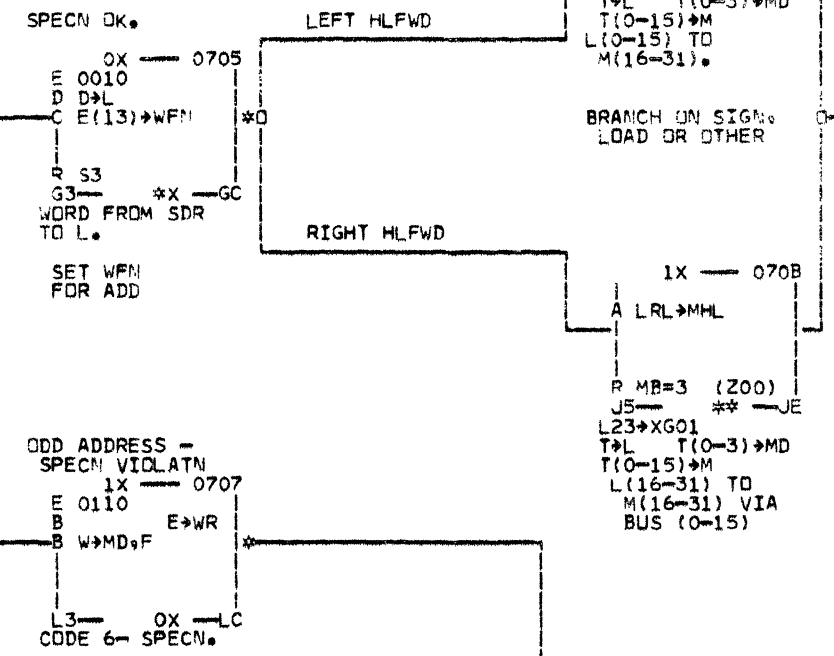 SPECN OK.
0X — 0705
E 0010
D D→L
C E(13)→WFN
*
R S3
G3— *X —GC
WORD FROM SDR
TO L.
SET WFN
FOR ADD
LEFT HLFWD
RIGHT HLFWD
T→L T(0-3)→MD
T(0-15)→M
L(0-15) TO
M(16-31).
BRANCH ON SIGN.
LOAD OR OTHER
1X — 070B
A LRL→MHL
R MB=3 (Z00)
J5— ** —JE
L23→XG01
T→L T(0-3)→MD
T(0-15)→M
L(16-31) TO
M(16-31) VIA
BUS (0-15)
ODD ADDRESS -
SPECN VIOLATN
1X — 0707
E 0110
B E→WR
B W→MD,F *
L3— 0X —LC
CODE 6- SPECN.